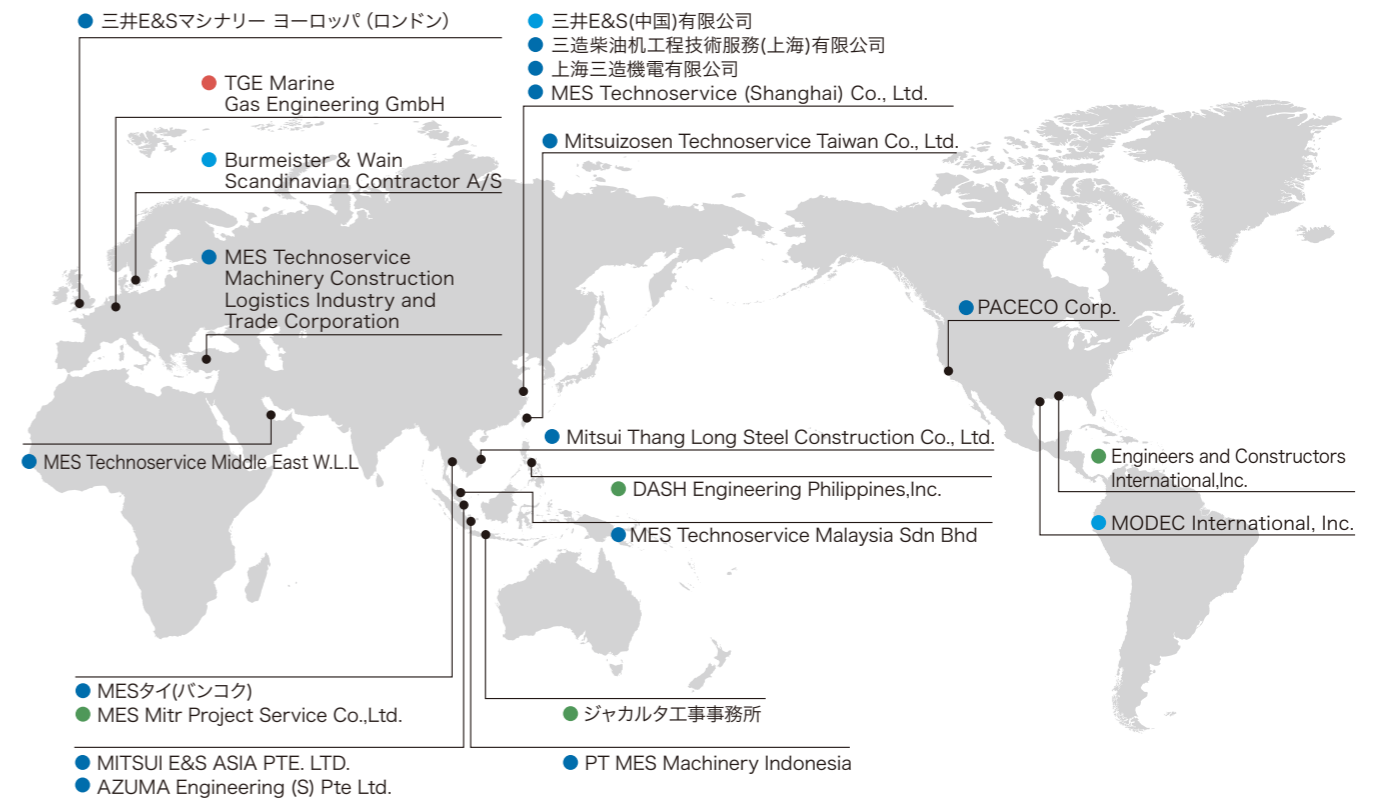 三井E&Sマシナリー ヨーロッパ（ロンドン）
TGE Marine
Gas Engineering GmbH
Burmeister & Wain
Scandinavian Contractor A/S
MES Technoservice
Machinery Construction
Logistics Industry and
Trade Corporation
MES Technoservice Middle East W.L.L
三井E&S(中国)有限公司
三造柴油机工程技術服務(上海)有限公司
上海三造機電有限公司
MES Technoservice (Shanghai) Co., Ltd.
Mitsuizosen Technoservice Taiwan Co., Ltd.
PACECO Corp.
Mitsui Thang Long Steel Construction Co., Ltd.
DASH Engineering Philippines,Inc.
MES Technoservice Malaysia Sdn Bhd
Engineers and Constructors
International,Inc.
MODEC International, Inc.
MESタイ(バンコク)
MES Mitr Project Service Co.,Ltd.
MITSUI E&S ASIA PTE. LTD.
AZUMA Engineering (S) Pte Ltd.
ジャカルタ工事事務所
PT MES Machinery Indonesia